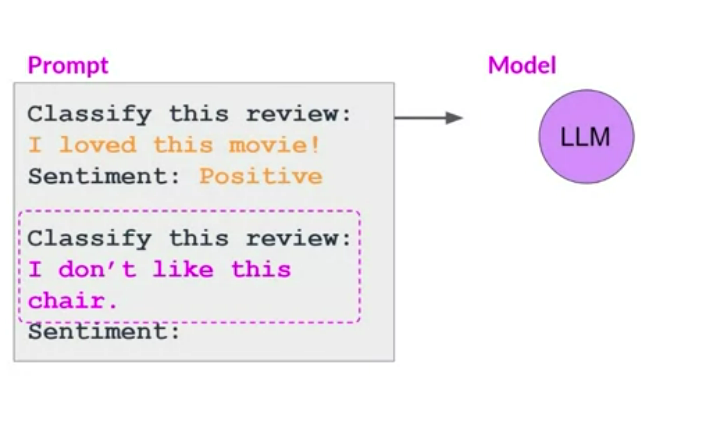 Prompt
Model
Classify this review:
I loved this movie!
Sentiment: Positive
Classify this review:
I don't like this
chair.
Sentiment:
LLM